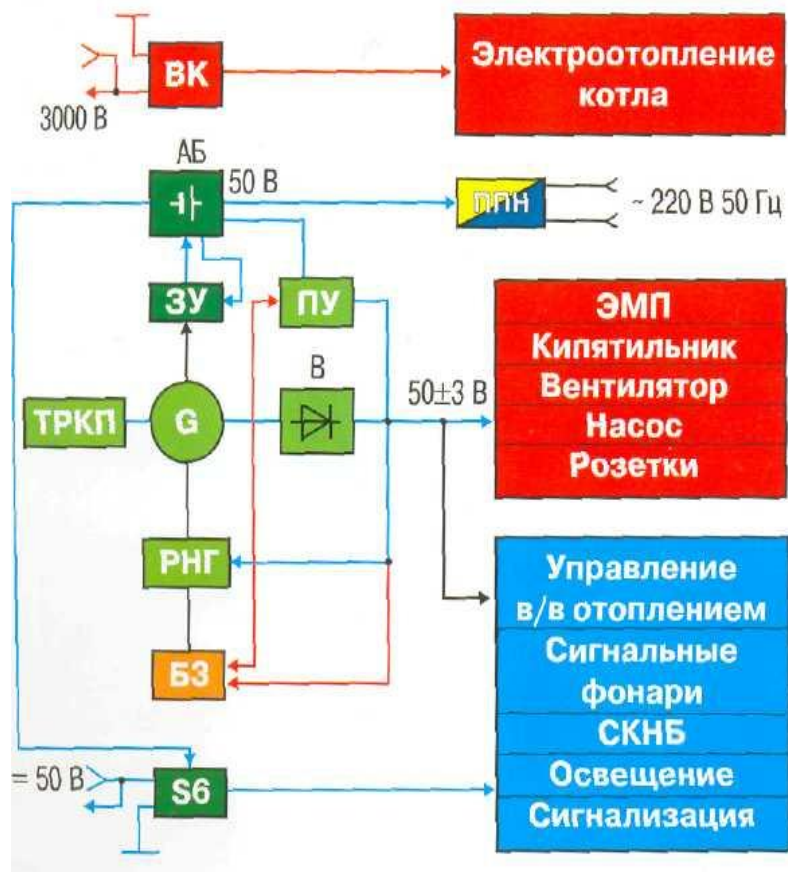 ВК
Электроотопление
котла
3000 В
АБ
50 В
ППН
~ 220 В 50 Гц
ЗУ
ПУ
ЭМП
Кипятильник
Вентилятор
Насос
Розетки
В
50±3 В
ТРКП
G
РНГ
Управление
в/в отоплением
Сигнальные
фонари
СКНБ
Освещение
Сигнализация
БЗ
= 50 В
S6